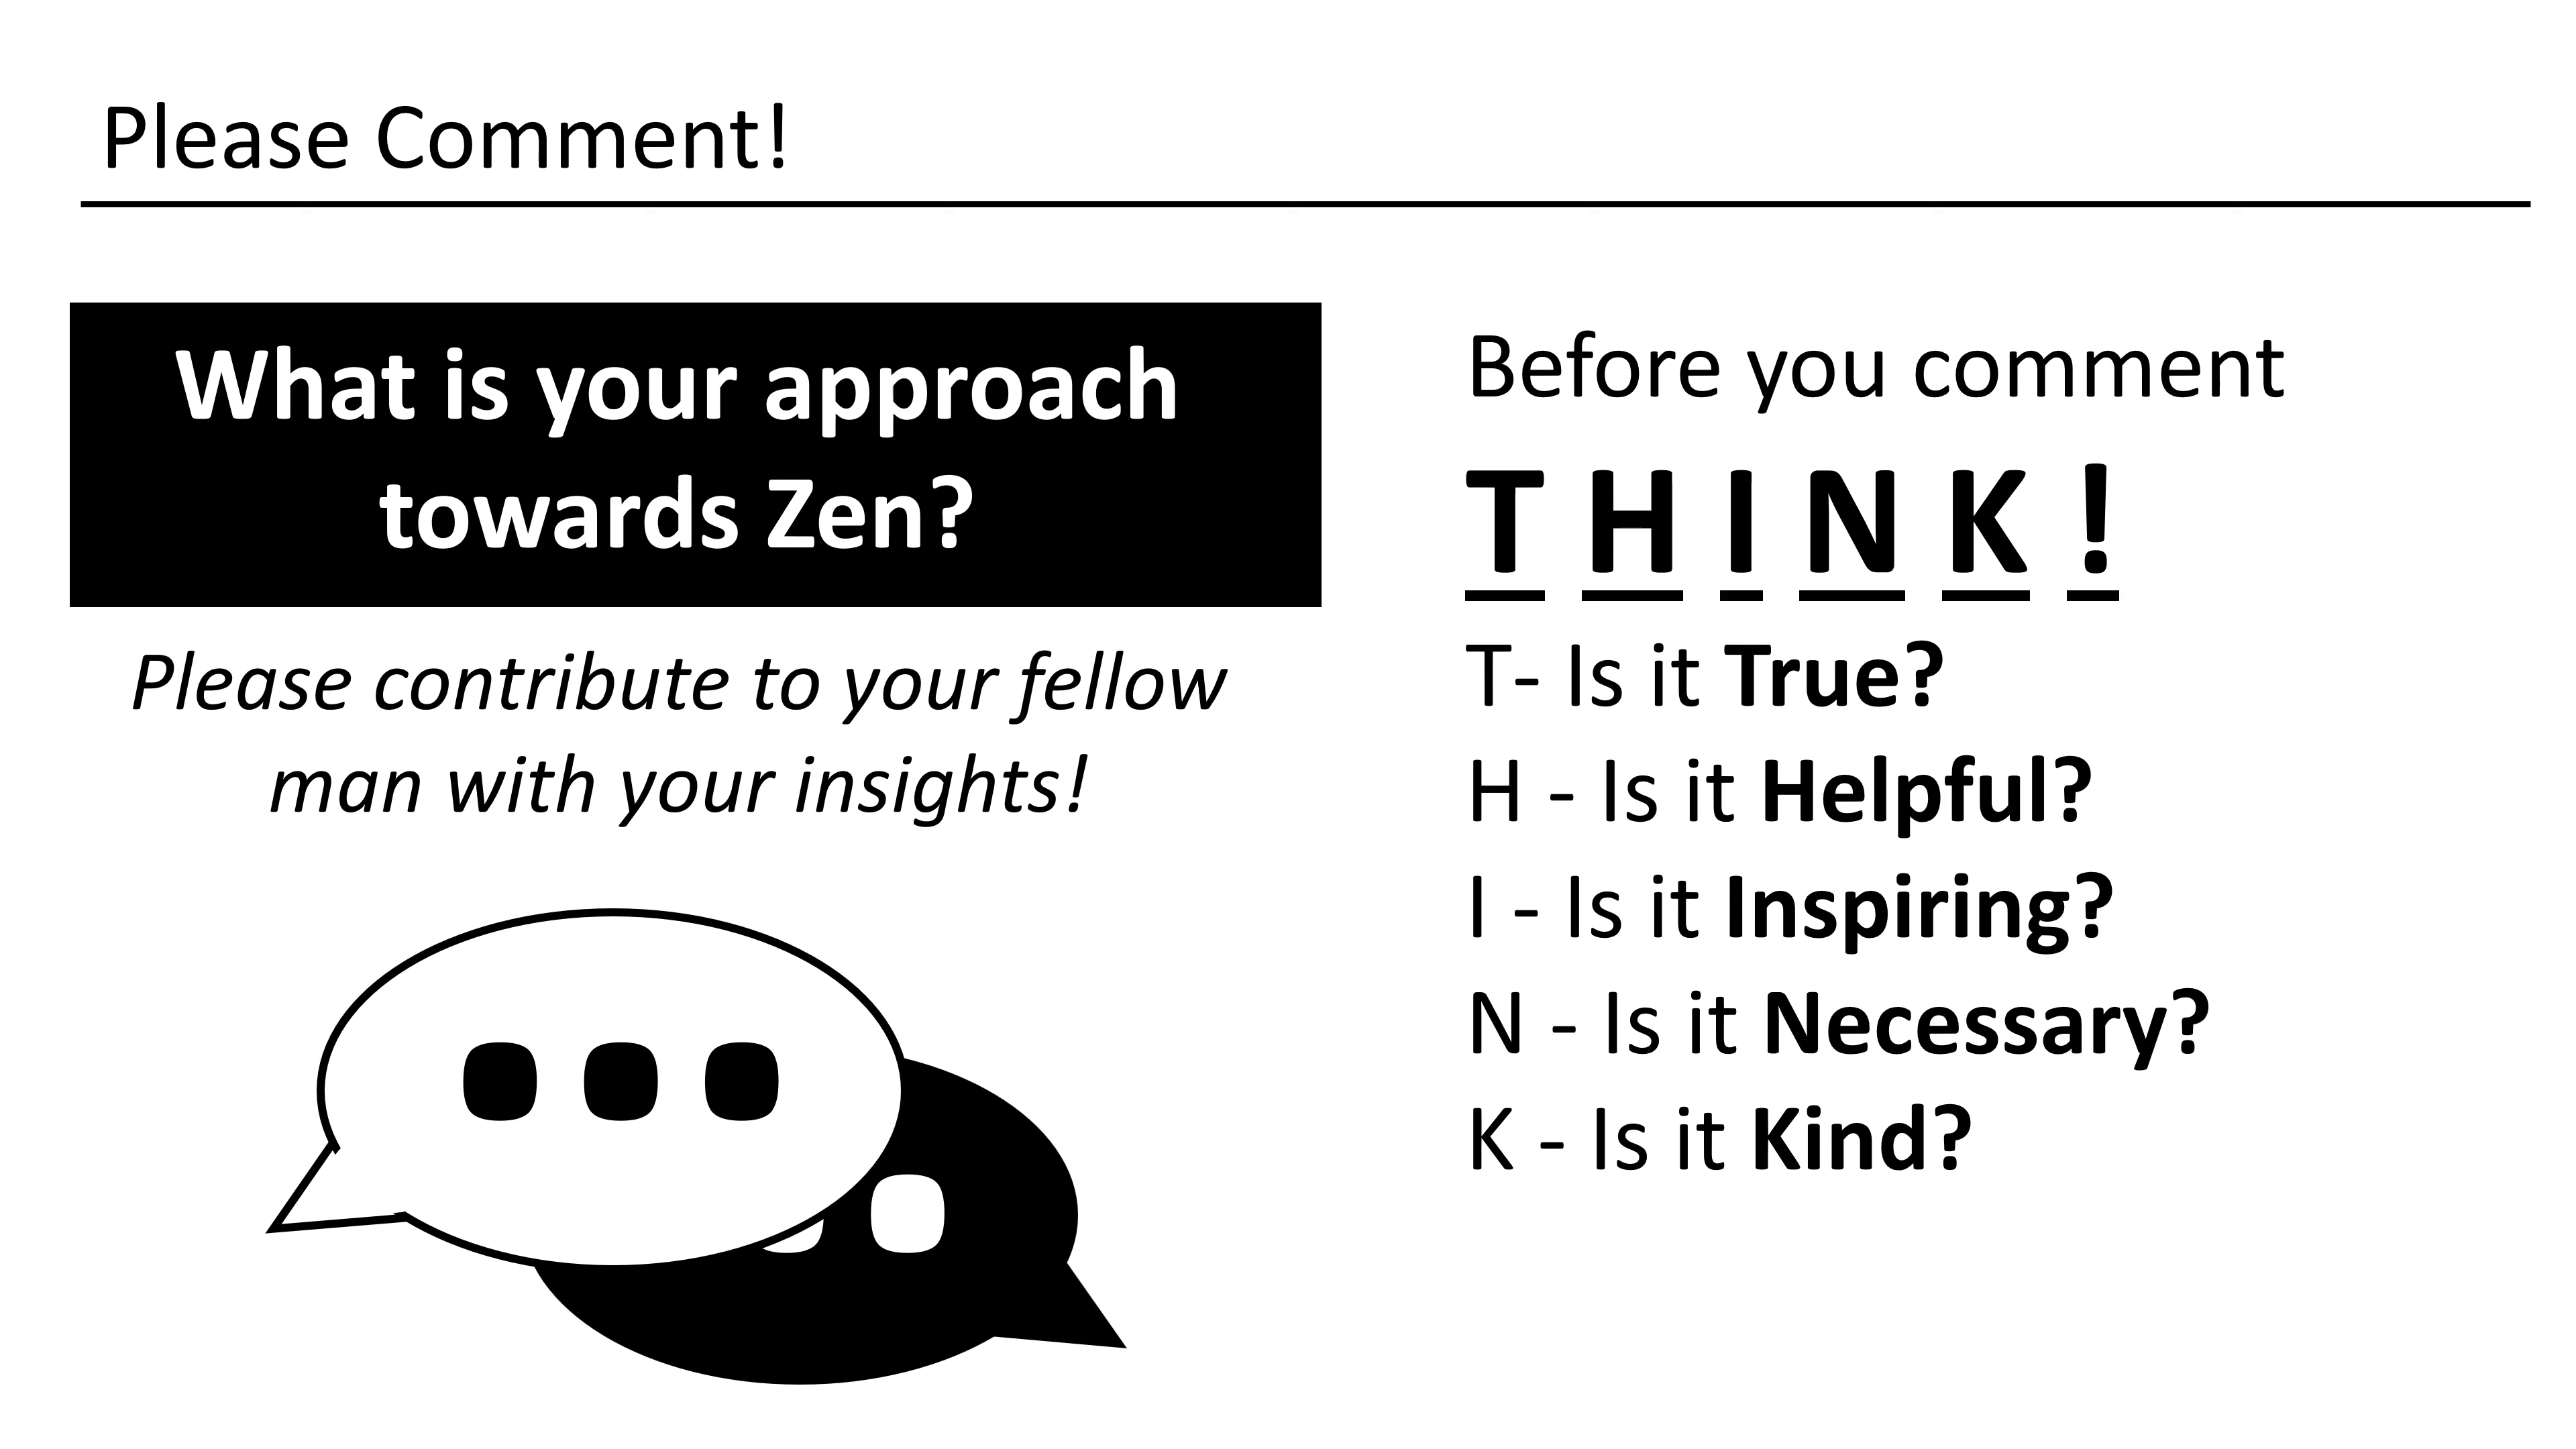 Please Comment!
What is your approach
towards Zen?
Please contribute to your fellow
man with your insights!
Before you comment
T H I N K !
T- Is it True?
H - Is it Helpful?
I - Is it Inspiring?
N - Is it Necessary?
K - Is it Kind?